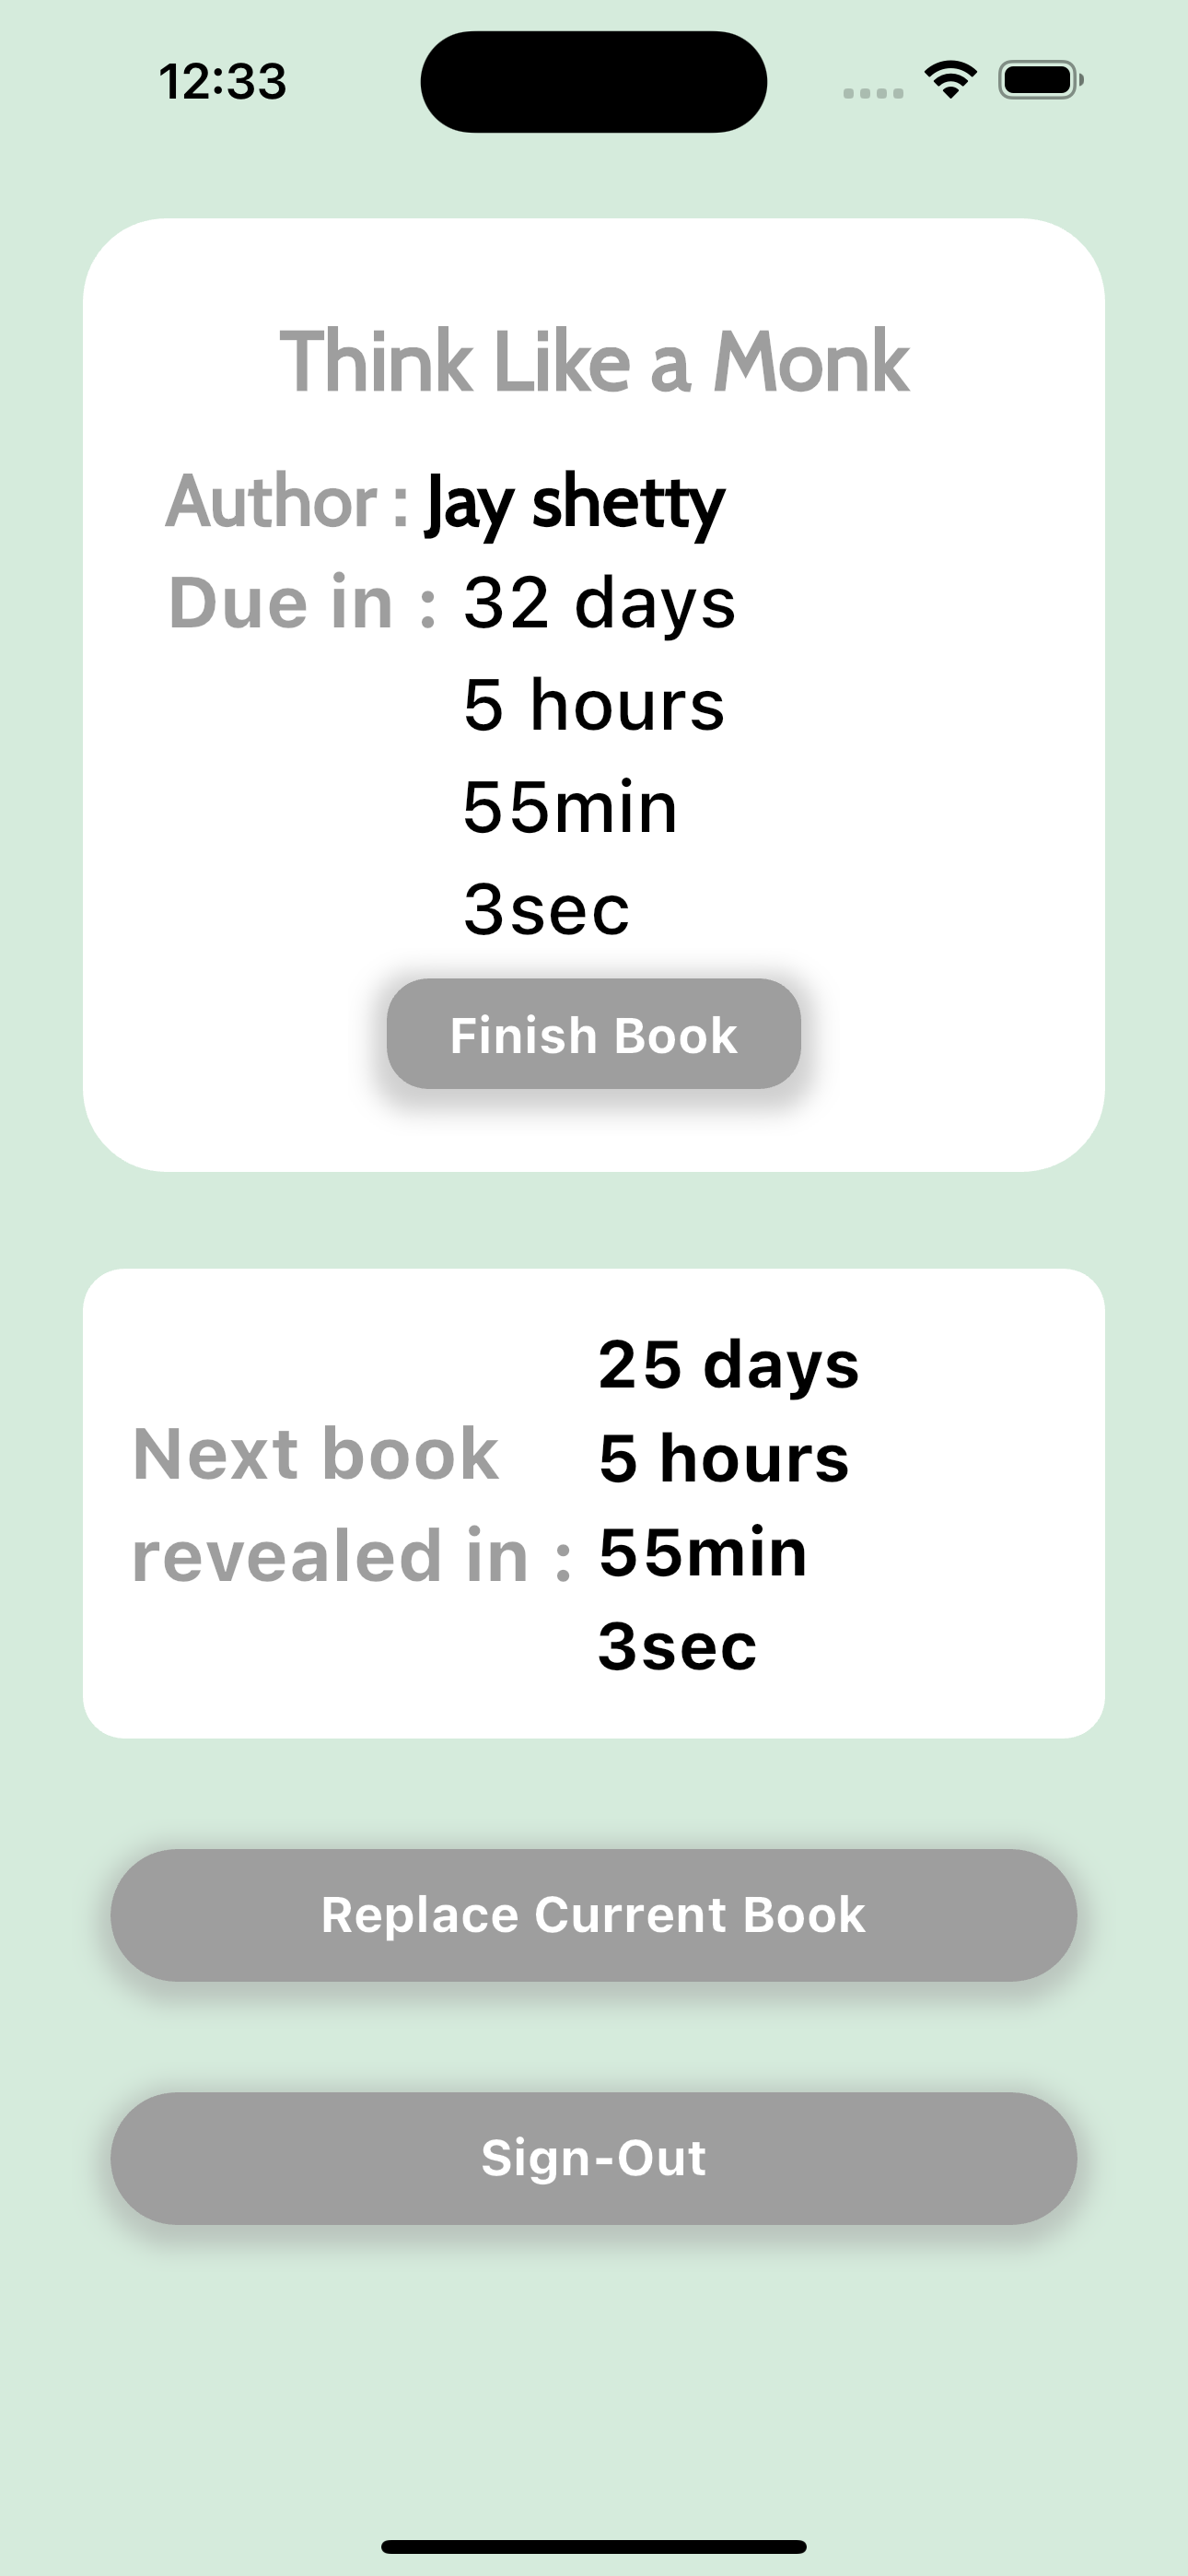 12:33
Think Like a Monk
Author : Jay shetty
Due in : 32 days
5 hours
55min
3sec
Finish Book
Next book
revealed in :
25 days
5 hours
55min
3sec
Replace Current Book
Sign-Out